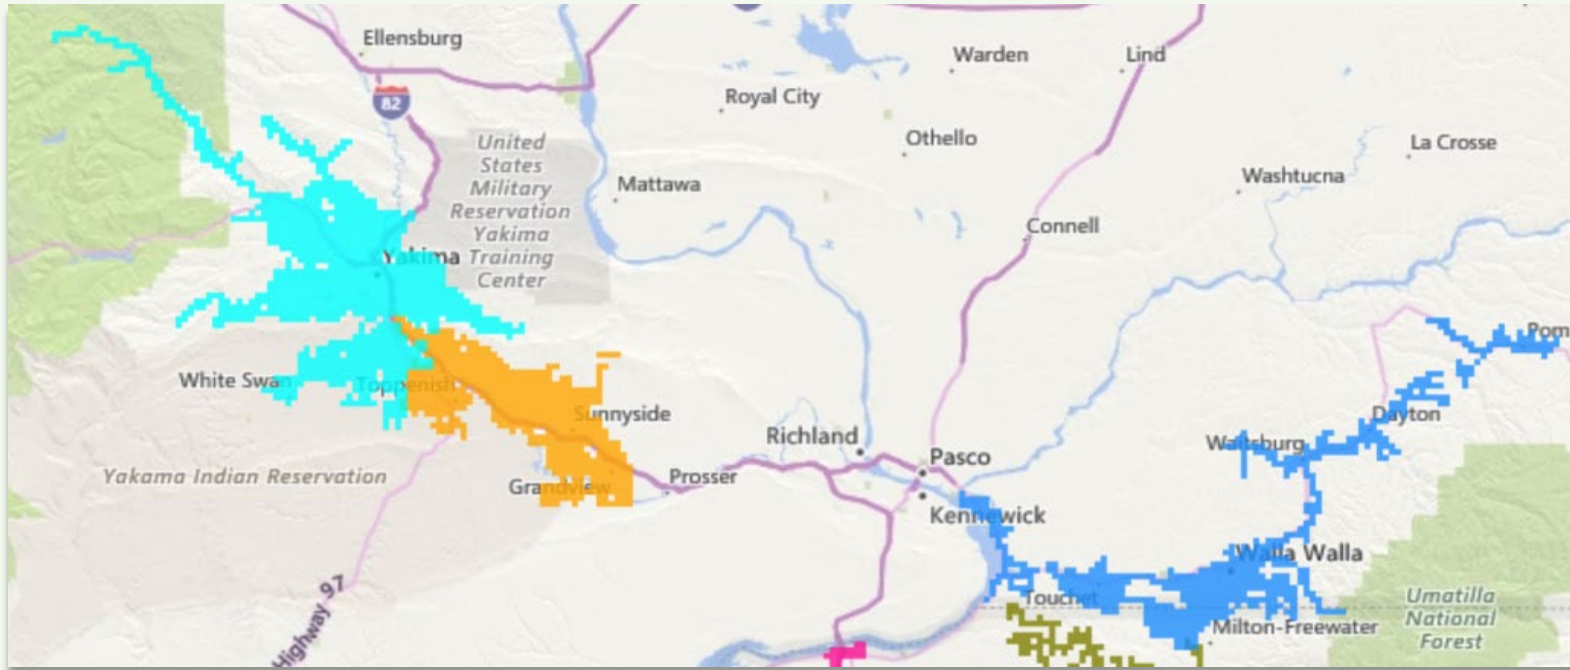 Ellensburg
82
Warden
Lind
Royal City
Othello
La Crosse
United
States
Military
Reservation
Yakima
Training
Center
Mattawa
Washtucna
Connell
Yakima
White Swan
Toppenish
Pom
Sunnyside
Dayton
Richland
Waitsburg
Pasco
Yakama Indian Reservation
Prosser
Grandview
Kennewick
Walla Walla
Highway 97
Touchet
Umatilla
National
Forest
Milton-Freewater